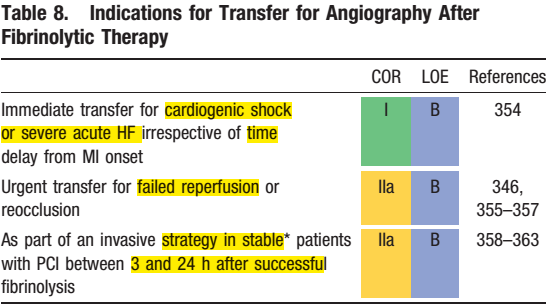 Table 8. Indications for Transfer for Angiography After
Fibrinolytic Therapy
COR LOE References
Immediate transfer for cardiogenic shock
or severe acute HF irrespective of time
delay from MI onset
I B 354
Urgent transfer for failed reperfusion or
reocclusion
IIa B 346,
355–357
As part of an invasive strategy in stable* patients
with PCI between 3 and 24 h after successful
fibrinolysis
IIa B 358–363